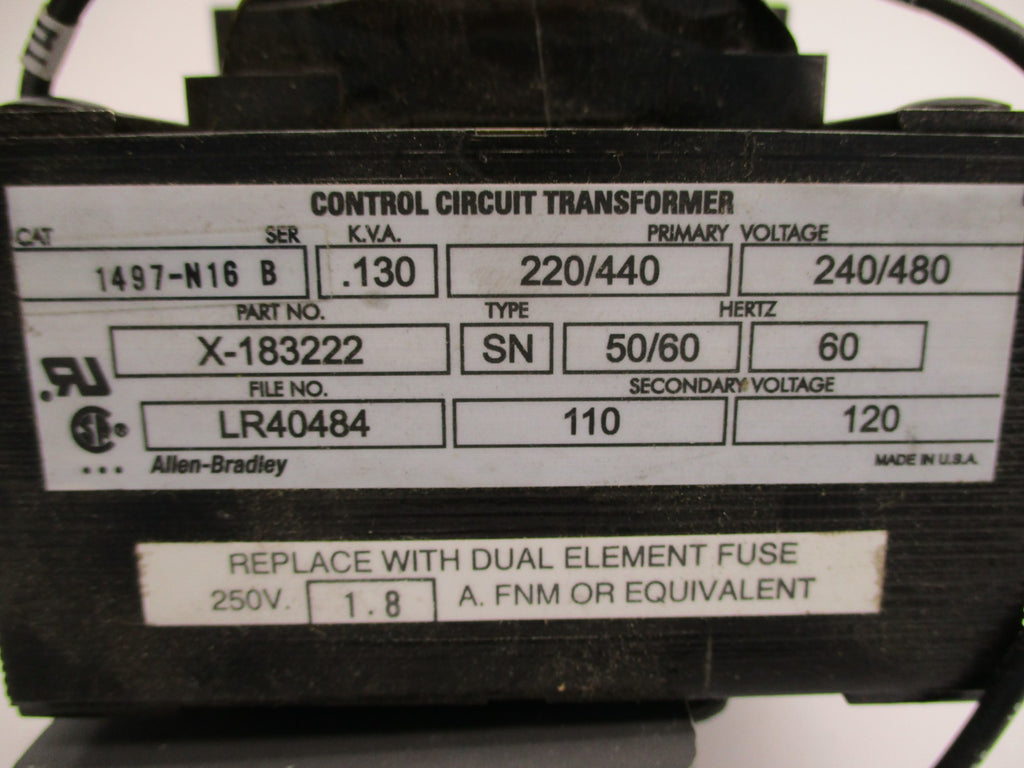 H1
CONTROL CIRCUIT TRANSFORMER
CAT SER K.V.A. PRIMARY VOLTAGE
1497-N16 B .130 220/440 240/480
PART NO. TYPE HERTZ
X-183222 SN 50/60 60
FILE NO. SECONDARY VOLTAGE
LR40484 110 120
Allen-Bradley MADE IN U.S.A.
REPLACE WITH DUAL ELEMENT FUSE
250V. 1.8 A. FNM OR EQUIVALENT